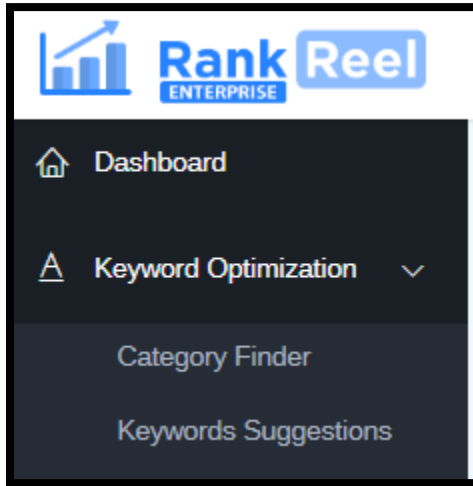 Rank Reel
ENTERPRISE
Dashboard
A Keyword Optimization
Category Finder
Keywords Suggestions